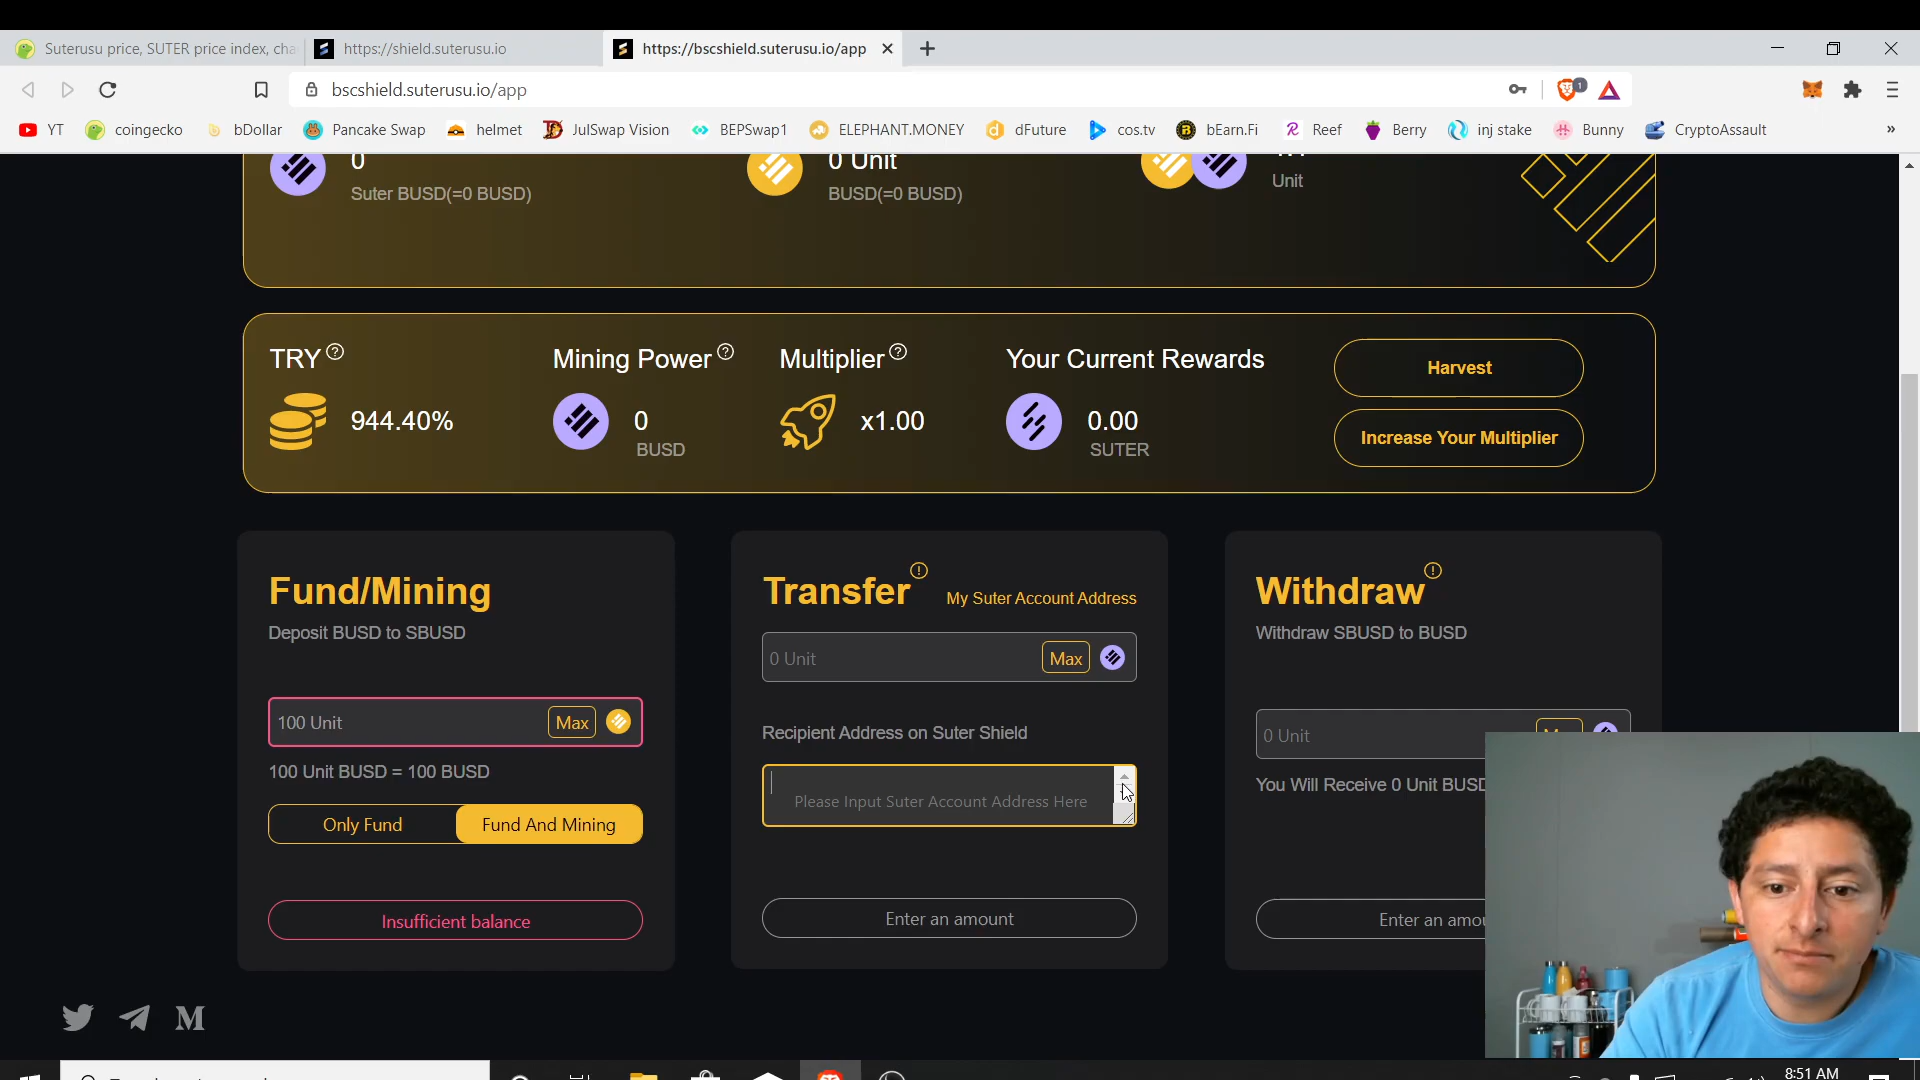 Suterusu price, SUTER price index, cha
https://shield.suterusu.io
https://bscshield.suterusu.io/app
bscshield.suterusu.io/app
1
YT
coingecko
bDollar
Pancake Swap
helmet
JulSwap Vision
BEPSwap1
ELEPHANT.MONEY
dFuture
cos.tv
bEarn.Fi
Reef
Berry
inj stake
Bunny
CryptoAssault
»
0
Suter BUSD(=0 BUSD)
0 Unit
BUSD(=0 BUSD)
Unit
TRY
944.40%
Mining Power
0
BUSD
Multiplier
x1.00
Your Current Rewards
0.00
SUTER
Harvest
Increase Your Multiplier
Fund/Mining
Deposit BUSD to SBUSD
100 Unit
Max
100 Unit BUSD = 100 BUSD
Only Fund
Fund And Mining
Insufficient balance
Transfer
My Suter Account Address
0 Unit
Max
Recipient Address on Suter Shield
Please Input Suter Account Address Here
Enter an amount
Withdraw
Withdraw SBUSD to BUSD
0 Unit
You Will Receive 0 Unit BUSD
Enter an amou
8:51 AM